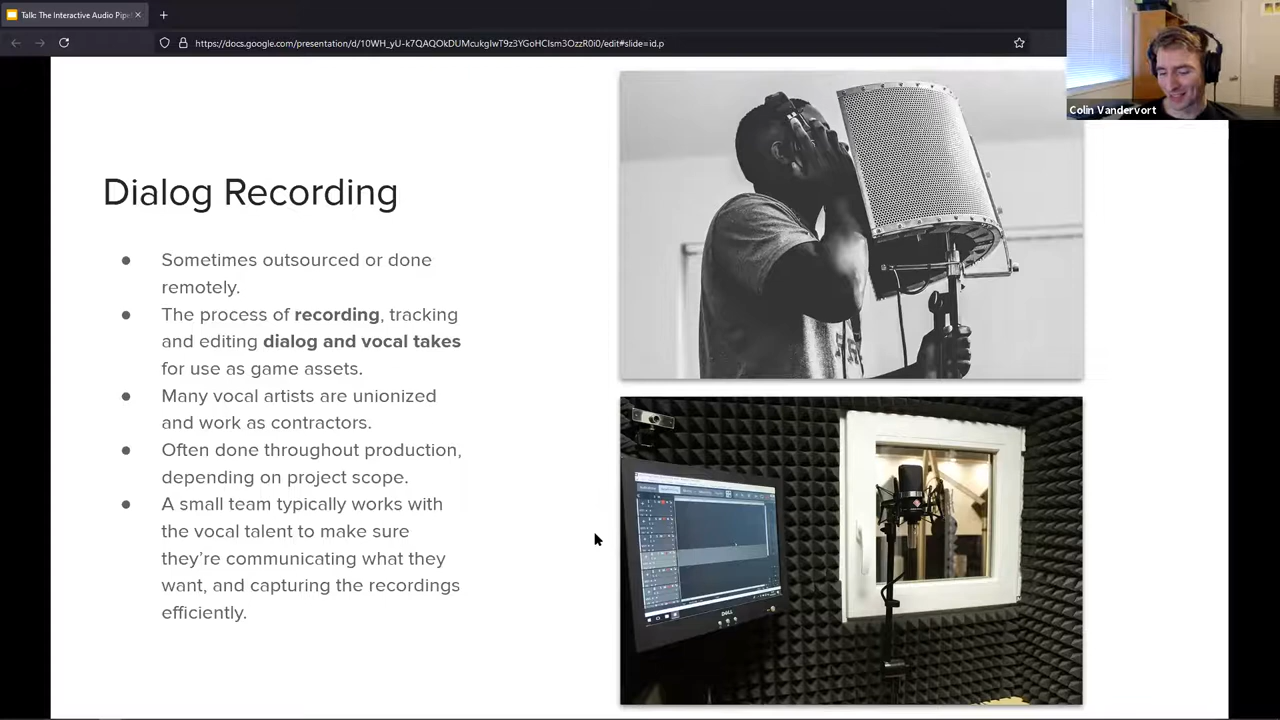 Talk: The Interactive Audio Pipe
https://docs.google.com/presentation/d/10WH_yU-k7QAQOkDUMcukgIwT9z3YGoHCIsm3OzzR0i0/edit#slide=id.p
Colin Vandervort
Dialog Recording
● Sometimes outsourced or done
remotely.
● The process of recording, tracking
and editing dialog and vocal takes
for use as game assets.
● Many vocal artists are unionized
and work as contractors.
● Often done throughout production,
depending on project scope.
● A small team typically works with
the vocal talent to make sure
they’re communicating what they
want, and capturing the recordings
efficiently.
DELL